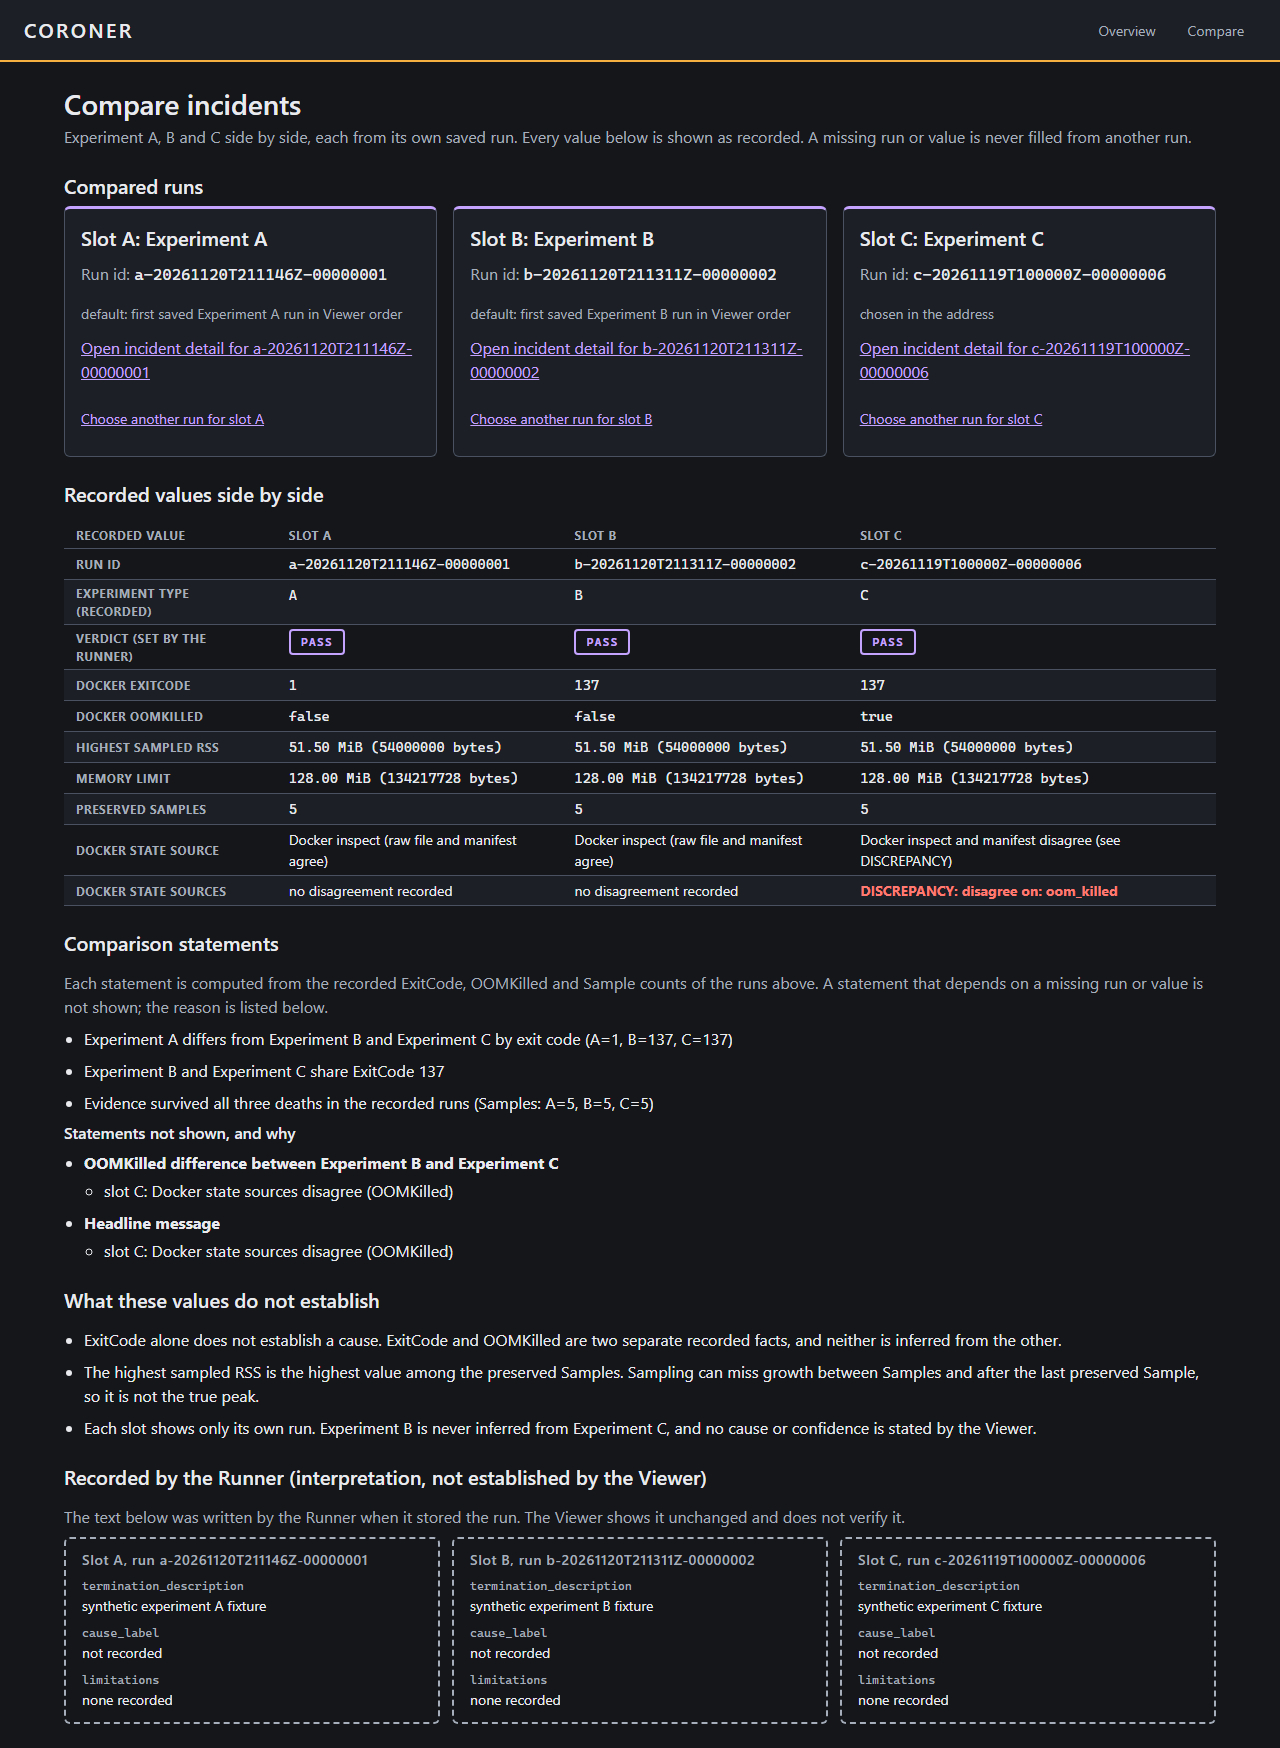 CORONER
Overview
Compare
Compare incidents
Experiment A, B and C side by side, each from its own saved run. Every value below is shown as recorded. A missing run or value is never filled from another run.
Compared runs
Slot A: Experiment A
Run id: a-20261120T211146Z-00000001
default: first saved Experiment A run in Viewer order
Open incident detail for a-20261120T211146Z-
00000001
Choose another run for slot A
Slot B: Experiment B
Run id: b-20261120T211311Z-00000002
default: first saved Experiment B run in Viewer order
Open incident detail for b-20261120T211311Z-
00000002
Choose another run for slot B
Slot C: Experiment C
Run id: c-20261119T100000Z-00000006
chosen in the address
Open incident detail for c-20261119T100000Z-
00000006
Choose another run for slot C
Recorded values side by side
RECORDED VALUE SLOT A SLOT B SLOT C
RUN ID a-20261120T211146Z-00000001 b-20261120T211311Z-00000002 c-20261119T100000Z-00000006
EXPERIMENT TYPE
(RECORDED) A B C
VERDICT (SET BY THE
RUNNER) PASS PASS PASS
DOCKER EXITCODE 1 137 137
DOCKER OOMKILLED false false true
HIGHEST SAMPLED RSS 51.50 MiB (54000000 bytes) 51.50 MiB (54000000 bytes) 51.50 MiB (54000000 bytes)
MEMORY LIMIT 128.00 MiB (134217728 bytes) 128.00 MiB (134217728 bytes) 128.00 MiB (134217728 bytes)
PRESERVED SAMPLES 5 5 5
DOCKER STATE SOURCE
Docker inspect (raw file and manifest
agree)
Docker inspect (raw file and manifest
agree)
Docker inspect and manifest disagree (see
DISCREPANCY)
DOCKER STATE SOURCES no disagreement recorded no disagreement recorded DISCREPANCY: disagree on: oom_killed
Comparison statements
Each statement is computed from the recorded ExitCode, OOMKilled and Sample counts of the runs above. A statement that depends on a missing run or value is
not shown; the reason is listed below.
• Experiment A differs from Experiment B and Experiment C by exit code (A=1, B=137, C=137)
• Experiment B and Experiment C share ExitCode 137
• Evidence survived all three deaths in the recorded runs (Samples: A=5, B=5, C=5)
Statements not shown, and why
• OOMKilled difference between Experiment B and Experiment C
◦ slot C: Docker state sources disagree (OOMKilled)
• Headline message
◦ slot C: Docker state sources disagree (OOMKilled)
What these values do not establish
• ExitCode alone does not establish a cause. ExitCode and OOMKilled are two separate recorded facts, and neither is inferred from the other.
• The highest sampled RSS is the highest value among the preserved Samples. Sampling can miss growth between Samples and after the last preserved Sample,
so it is not the true peak.
• Each slot shows only its own run. Experiment B is never inferred from Experiment C, and no cause or confidence is stated by the Viewer.
Recorded by the Runner (interpretation, not established by the Viewer)
The text below was written by the Runner when it stored the run. The Viewer shows it unchanged and does not verify it.
Slot A, run a-20261120T211146Z-00000001
termination_description
synthetic experiment A fixture
cause_label
not recorded
limitations
none recorded
Slot B, run b-20261120T211311Z-00000002
termination_description
synthetic experiment B fixture
cause_label
not recorded
limitations
none recorded
Slot C, run c-20261119T100000Z-00000006
termination_description
synthetic experiment C fixture
cause_label
not recorded
limitations
none recorded